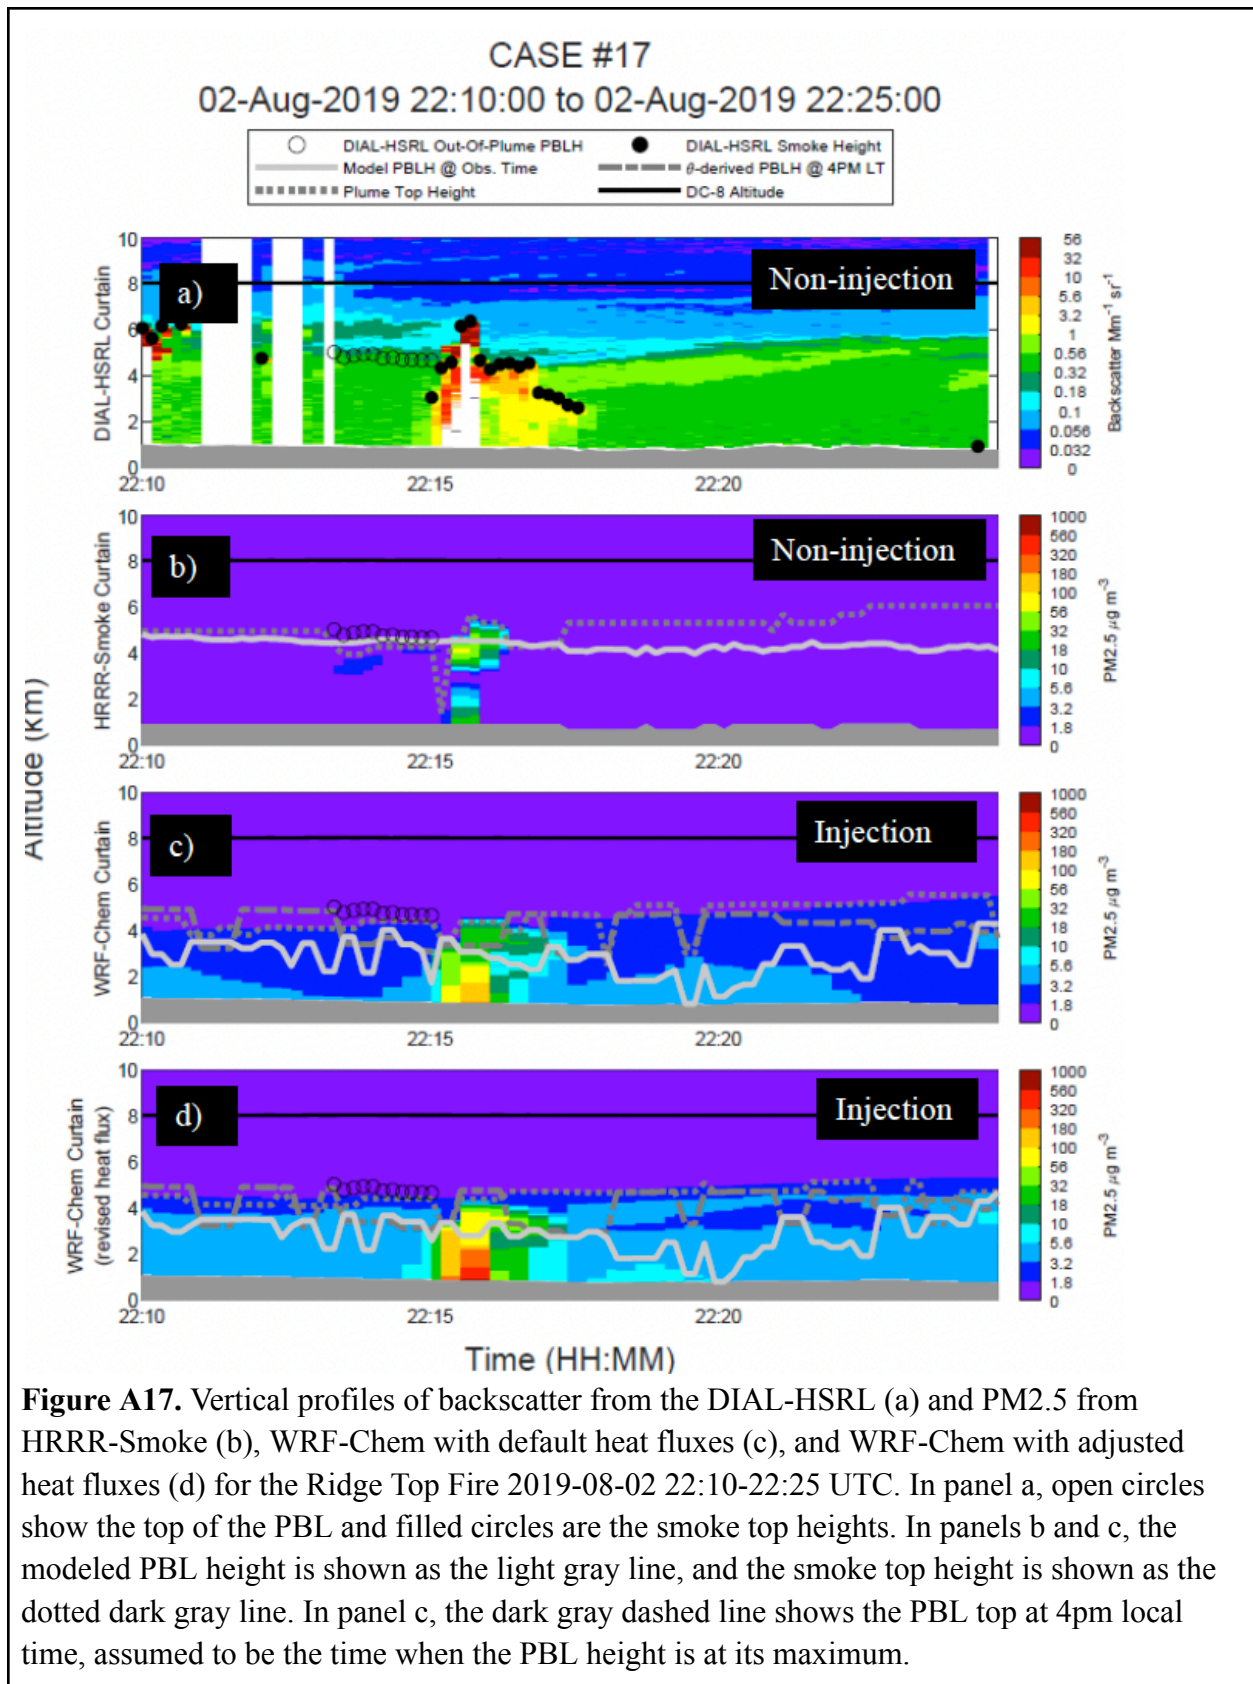 CASE #17
02-Aug-2019 22:10:00 to 02-Aug-2019 22:25:00
DIAL-HSRL Out-Of-Plume PBLH
DIAL-HSRL Smoke Height
Model PBLH @ Obs. Time
θ-derived PBLH @ 4PM LT
Plume Top Height
DC-8 Altitude
Altitude (km)
DIAL-HSRL Curtain
10
8
6
4
2
0
a)
Non-injection
22:10
22:15
22:20
56
32
10
5.6
3.2
1
0.56
0.32
0.18
0.1
0.056
0.032
0
Backscatter Mm⁻¹ sr⁻¹
HRRR-Smoke Curtain
10
8
6
4
2
0
b)
Non-injection
22:10
22:15
22:20
1000
560
320
180
100
56
32
18
10
5.6
3.2
1.8
0
PM2.5 μg m⁻³
WRF-Chem Curtain
10
8
6
4
2
0
c)
Injection
22:10
22:15
22:20
1000
560
320
180
100
56
32
18
10
5.6
3.2
1.8
0
PM2.5 μg m⁻³
WRF-Chem Curtain
(revised heat flux)
10
8
6
4
2
0
d)
Injection
22:10
22:15
22:20
1000
560
320
180
100
56
32
18
10
5.6
3.2
1.8
0
PM2.5 μg m⁻³
Time (HH:MM)
Figure A17. Vertical profiles of backscatter from the DIAL-HSRL (a) and PM2.5 from
HRRR-Smoke (b), WRF-Chem with default heat fluxes (c), and WRF-Chem with adjusted
heat fluxes (d) for the Ridge Top Fire 2019-08-02 22:10-22:25 UTC. In panel a, open circles
show the top of the PBL and filled circles are the smoke top heights. In panels b and c, the
modeled PBL height is shown as the light gray line, and the smoke top height is shown as the
dotted dark gray line. In panel c, the dark gray dashed line shows the PBL top at 4pm local
time, assumed to be the time when the PBL height is at its maximum.